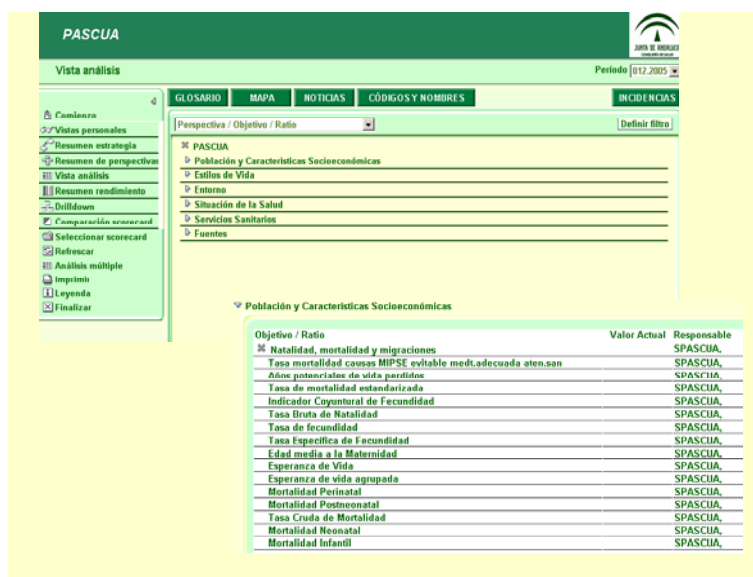 PASCUA
JUNTA DE ANDALUCIA
CONSEJERIA DE SALUD
Vista análisis
Período 012.2005
GLOSARIO MAPA NOTICIAS CÓDIGOS Y NOMBRES INCIDENCIAS
Comienzo
Vistas personales
Resumen estrategia
Resumen de perspectivas
Vista análisis
Resumen rendimiento
Drilldown
Comparación scorecard
Seleccionar scorecard
Refrescar
Análisis múltiple
Imprimir
Leyenda
Finalizar
Perspectiva / Objetivo / Ratio Definir filtro
PASCUA
Población y Características Socioeconómicas
Estilos de Vida
Entorno
Situación de la Salud
Servicios Sanitarios
Fuentes
Población y Características Socioeconómicas
Objetivo / Ratio Valor Actual Responsable
Natalidad, mortalidad y migraciones SPASCUA,
Tasa mortalidad causas MIPSE evitable medt.adecuada aten.san SPASCUA,
Años potenciales de vida perdidos SPASCUA,
Tasa de mortalidad estandarizada SPASCUA,
Indicador Coyuntural de Fecundidad SPASCUA,
Tasa Bruta de Natalidad SPASCUA,
Tasa de fecundidad SPASCUA,
Tasa Específica de Fecundidad SPASCUA,
Edad media a la Maternidad SPASCUA,
Esperanza de Vida SPASCUA,
Esperanza de vida agrupada SPASCUA,
Mortalidad Perinatal SPASCUA,
Mortalidad Postneonatal SPASCUA,
Tasa Cruda de Mortalidad SPASCUA,
Mortalidad Neonatal SPASCUA,
Mortalidad Infantil SPASCUA,